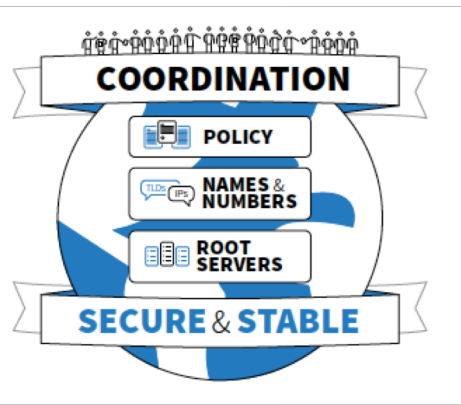 COORDINATION
POLICY
TLDs
IPs
NAMES &
NUMBERS
ROOT
SERVERS
SECURE & STABLE